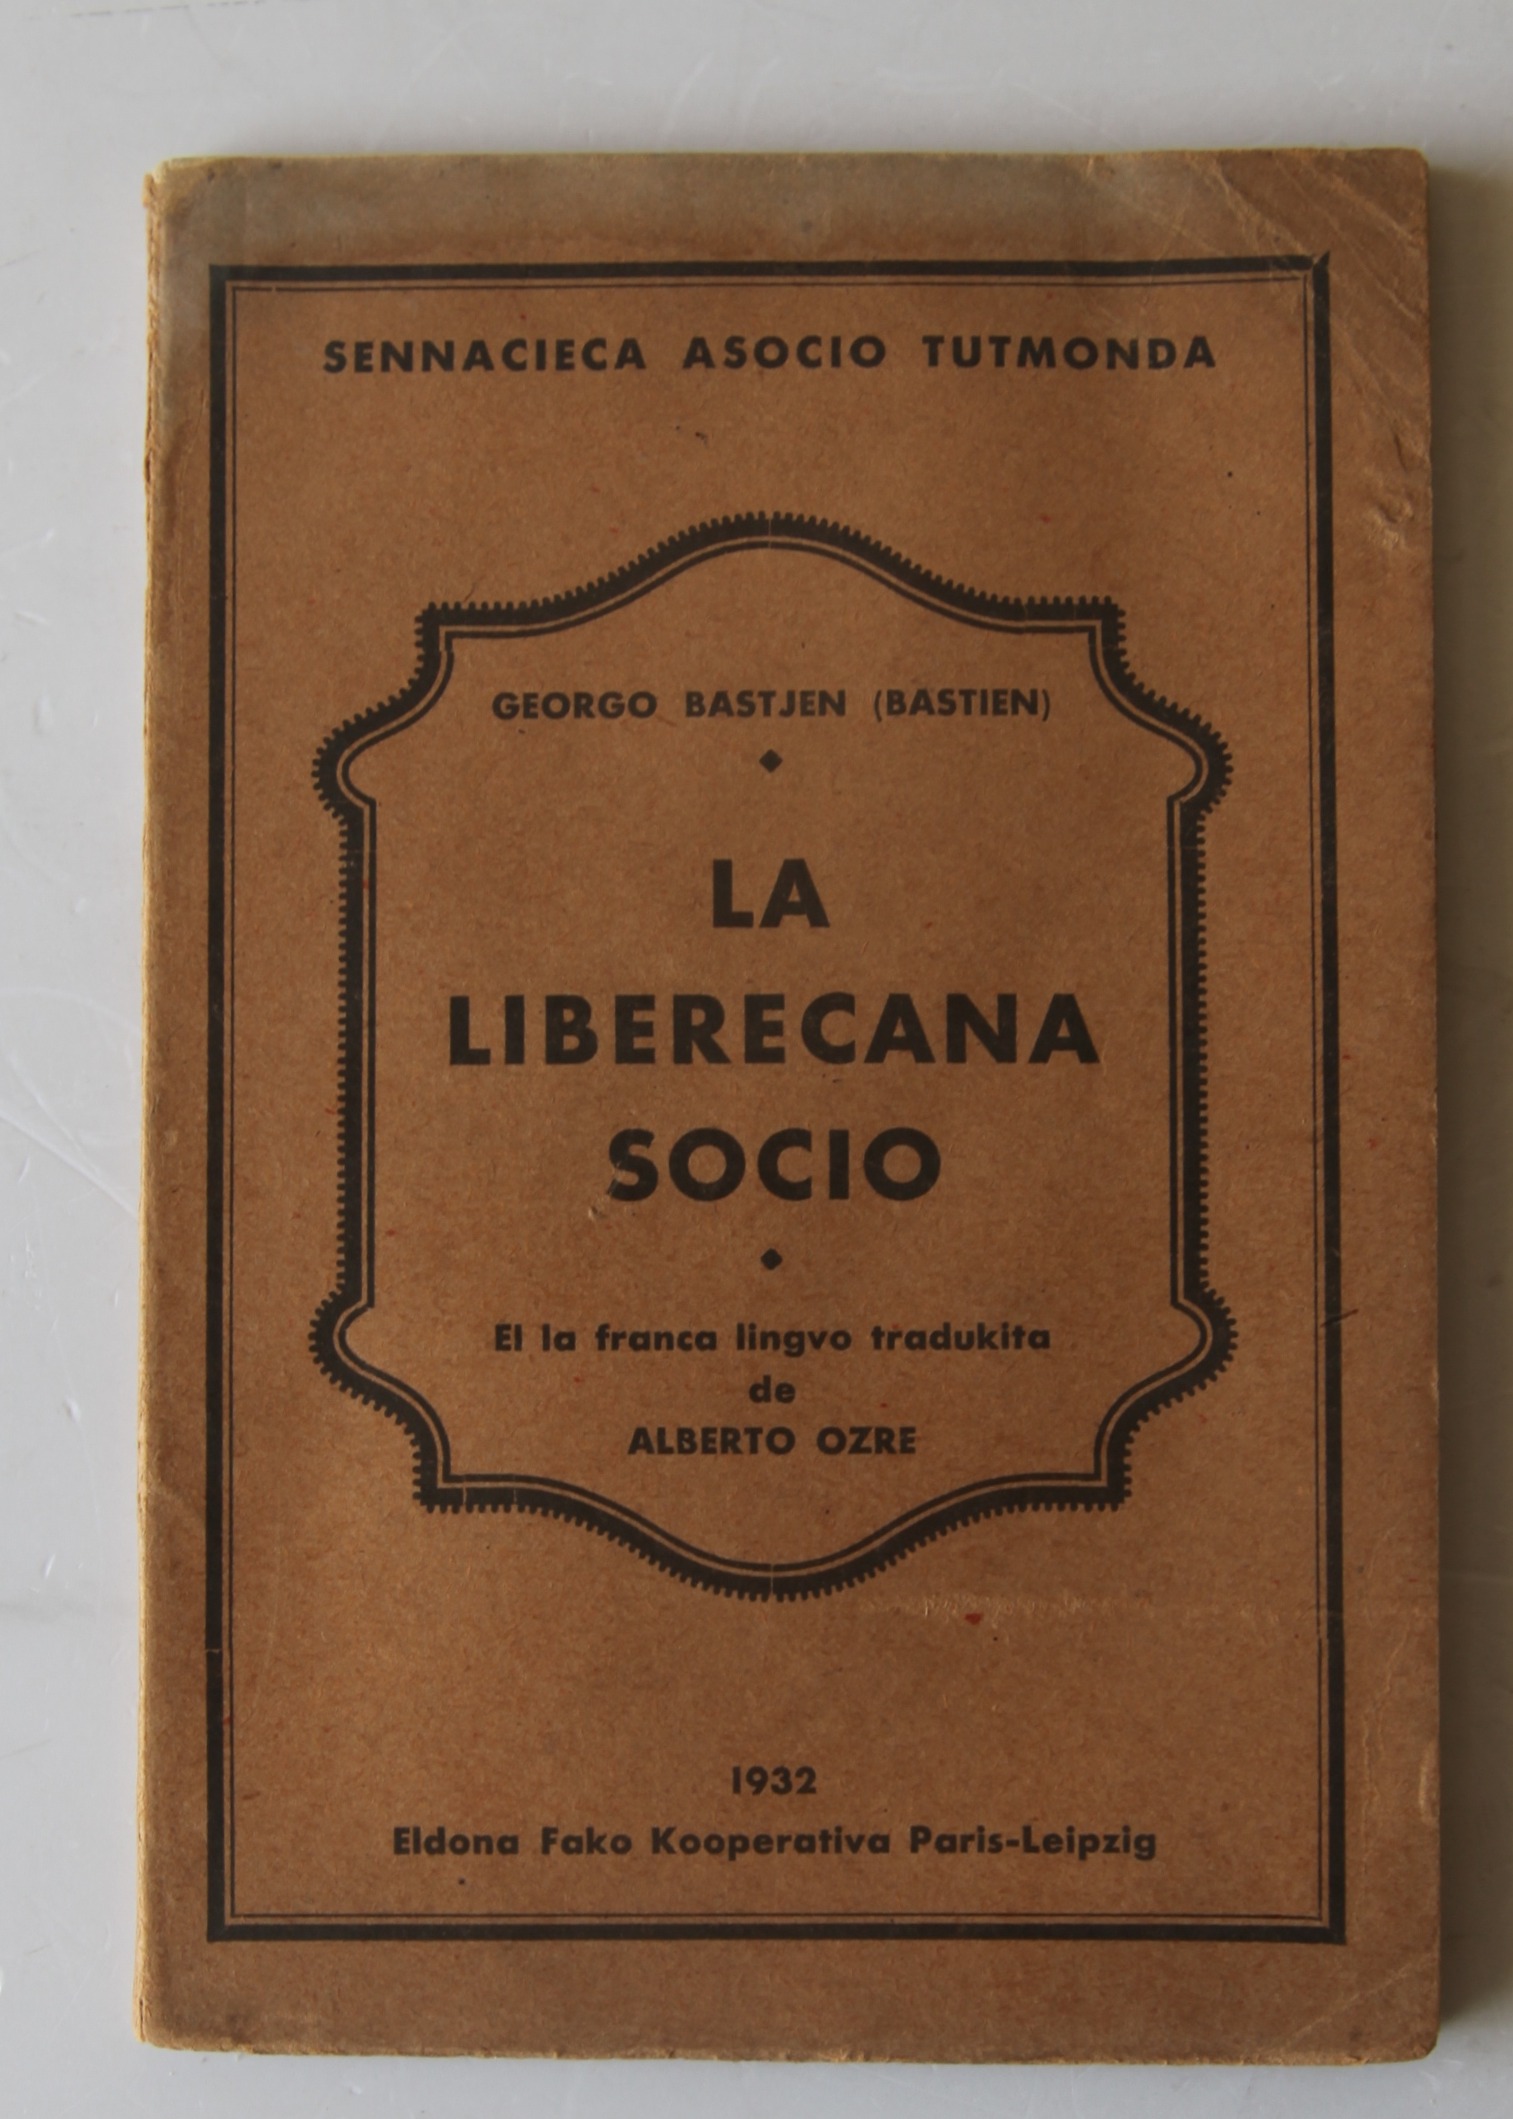 SENNACIECA ASOCIO TUTMONDA
GEORGO BASTJEN (BASTIEN)
LA
LIBERECANA
SOCIO
El la franca lingvo tradukita
de
ALBERTO OZRE
1932
Eldona Fako Kooperativa Paris-Leipzig